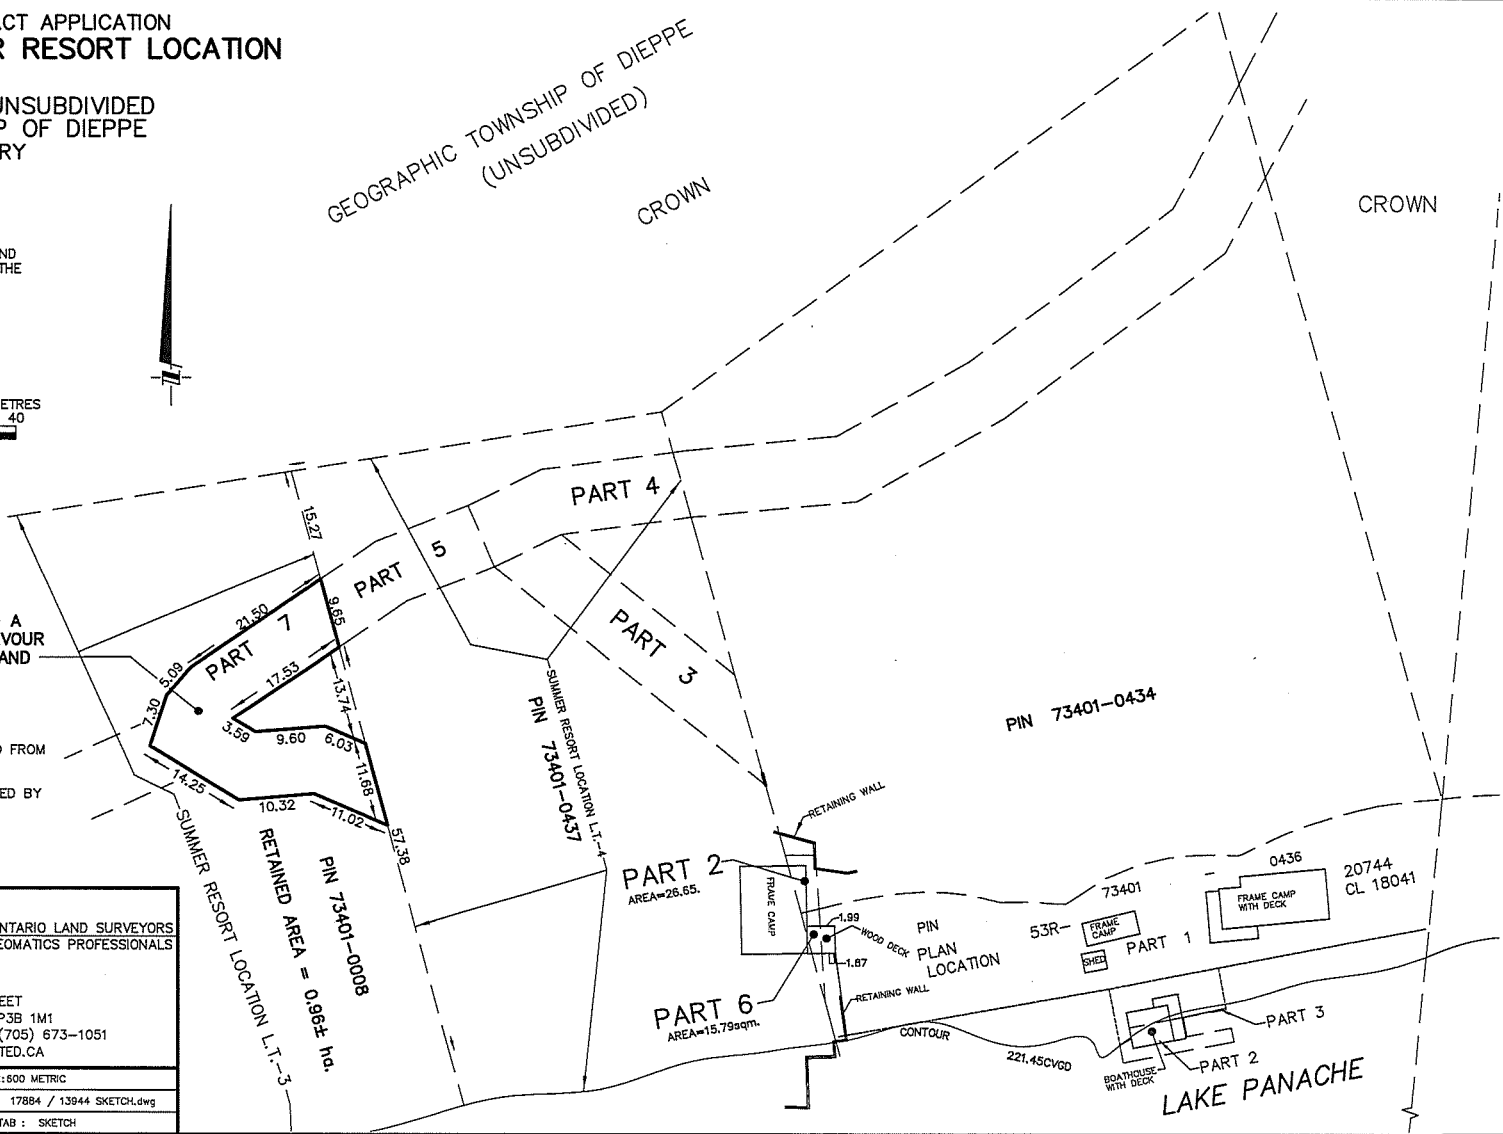 ACT APPLICATION
R RESORT LOCATION
UNSUBDIVIDED
P OF DIEPPE
RY
ND
THE
ETRES
40
GEOGRAPHIC TOWNSHIP OF DIEPPE
(UNSUBDIVIDED)
CROWN
CROWN
PART 4
PART 5
PART 3
PART 7
15.27
9.65
21.50
5.09
7.30
17.53
13.74
3.59
9.60
6.03
11.68
14.25
10.32
11.02
57.38
A
VOUR
AND
FROM
ED BY
SUMMER RESORT LOCATION L.T.-4
PIN 73401-0437
PIN 73401-0434
SUMMER RESORT LOCATION L.T.-3
RETAINED AREA = 0.96± ha.
PIN 73401-0008
RETAINING WALL
PART 2
AREA=26.65.
FRAME CAMP
1.99
WOOD DECK
1.87
PART 6
AREA=15.79sqm.
RETAINING WALL
PIN
PLAN
LOCATION
53R-
73401
0436
20744
CL 18041
FRAME
CAMP
SHED
PART 1
FRAME CAMP
WITH DECK
CONTOUR
221.45CVGD
BOATHOUSE
WITH DECK
PART 3
PART 2
LAKE PANACHE
NTARIO LAND SURVEYORS
EOMATICS PROFESSIONALS
EET
P3B 1M1
(705) 673-1051
TED.CA
:500 METRIC
17884 / 13944 SKETCH.dwg
TAB : SKETCH